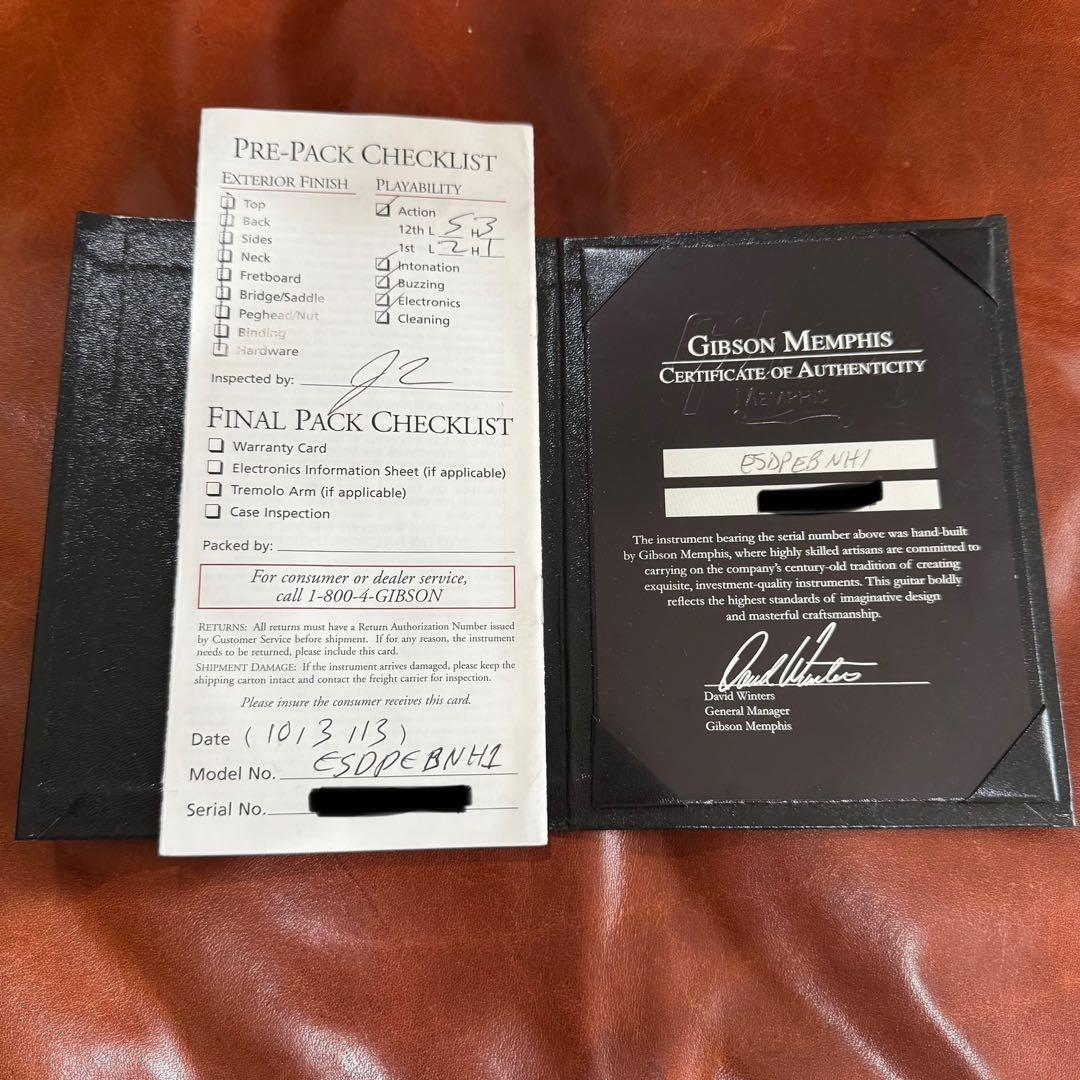 PRE-PACK CHECKLIST
EXTERIOR FINISH
Top
Back
Sides
Neck
Fretboard
Bridge/Saddle
Peghead/Nut
Binding
Hardware
PLAYABILITY
Action
12th L 5 H 3
1st L 2 H 1
Intonation
Buzzing
Electronics
Cleaning
Inspected by:
FINAL PACK CHECKLIST
Warranty Card
Electronics Information Sheet (if applicable)
Tremolo Arm (if applicable)
Case Inspection
Packed by:
For consumer or dealer service,
call 1-800-4-GIBSON
RETURNS: All returns must have a Return Authorization Number issued
by Customer Service before shipment. If for any reason, the instrument
needs to be returned, please include this card.
SHIPMENT DAMAGE: If the instrument arrives damaged, please keep the
shipping carton intact and contact the freight carrier for inspection.
Please insure the consumer receives this card.
Date (10/3/13)
Model No. ESDPEBNH1
Serial No.
GIBSON MEMPHIS
CERTIFICATE OF AUTHENTICITY
MEMPHIS
ESDPEBNH1
The instrument bearing the serial number above was hand-built
by Gibson Memphis, where highly skilled artisans are committed to
carrying on the company's century-old tradition of creating
exquisite, investment-quality instruments. This guitar boldly
reflects the highest standards of imaginative design
and masterful craftsmanship.
David Winters
David Winters
General Manager
Gibson Memphis